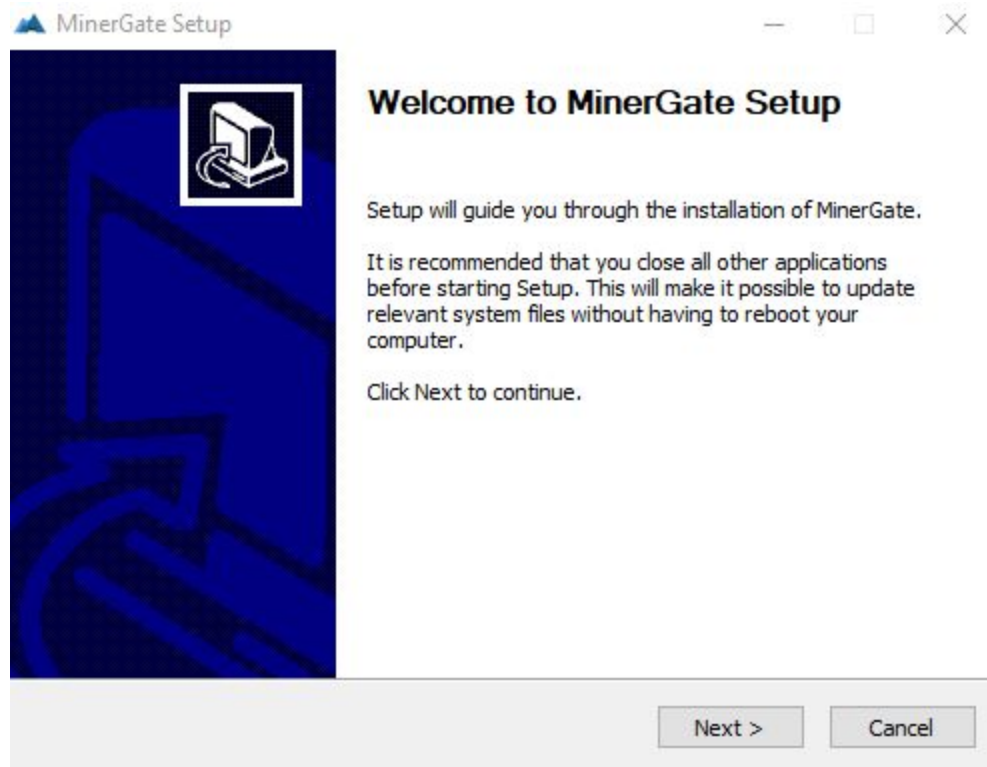 MinerGate Setup
Welcome to MinerGate Setup
Setup will guide you through the installation of MinerGate.
It is recommended that you close all other applications
before starting Setup. This will make it possible to update
relevant system files without having to reboot your
computer.
Click Next to continue.
Next >
Cancel